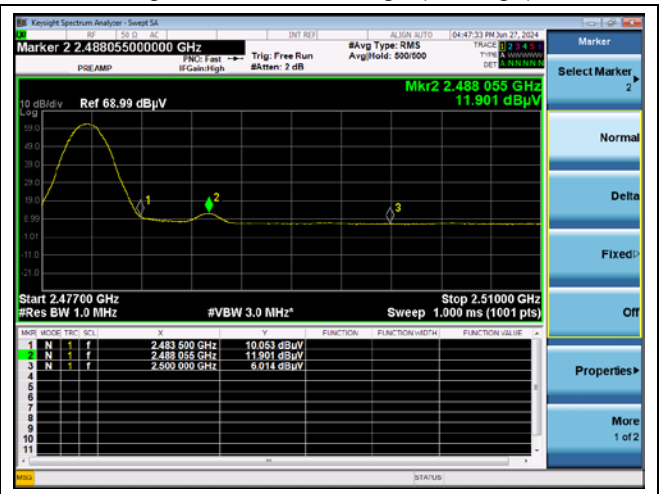 Keysight Spectrum Analyzer - Swept SA
RF 50 Ω AC INT REF ALIGN AUTO 04:47:33 PM Jun 27, 2024
Marker 2 2.488055000000 GHz
PREAMP
PNO: Fast
IFGain:High
Trig: Free Run
#Atten: 2 dB
#Avg Type: RMS
Avg|Hold: 500/500
TRACE 1 2 3 4 5 6
TYPE A WWWWW
DET A NNNNN
Mkr2 2.488 055 GHz
11.901 dBµV
10 dB/div Ref 68.99 dBµV
Log
59.0
49.0
39.0
29.0
19.0
8.99
-1.01
-11.0
-21.0
1
2
3
Start 2.47700 GHz Stop 2.51000 GHz
#Res BW 1.0 MHz #VBW 3.0 MHz* Sweep 1.000 ms (1001 pts)
MKR MODE TRC SCL X Y FUNCTION FUNCTION WIDTH FUNCTION VALUE
1 N 1 f 2.483 500 GHz 10.053 dBµV
2 N 1 f 2.488 055 GHz 11.901 dBµV
3 N 1 f 2.500 000 GHz 6.014 dBµV
4
5
6
7
8
9
10
11
MSG STATUS
Marker
Select Marker
2
Normal
Delta
Fixed
Off
Properties
More
1 of 2